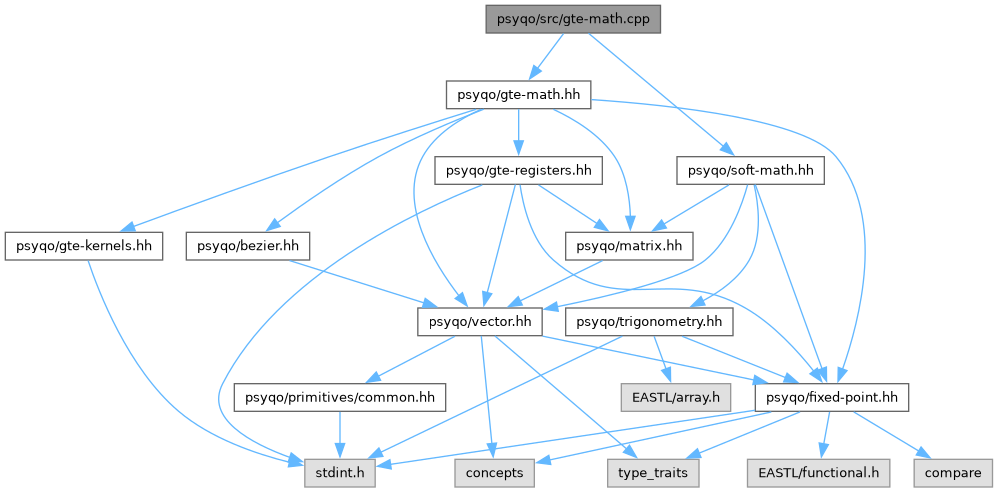 psyqo/src/gte-math.cpp
psyqo/gte-math.hh
psyqo/gte-registers.hh
psyqo/soft-math.hh
psyqo/gte-kernels.hh
psyqo/bezier.hh
psyqo/matrix.hh
psyqo/vector.hh
psyqo/trigonometry.hh
psyqo/primitives/common.hh
EASTL/array.h
psyqo/fixed-point.hh
stdint.h
concepts
type_traits
EASTL/functional.h
compare